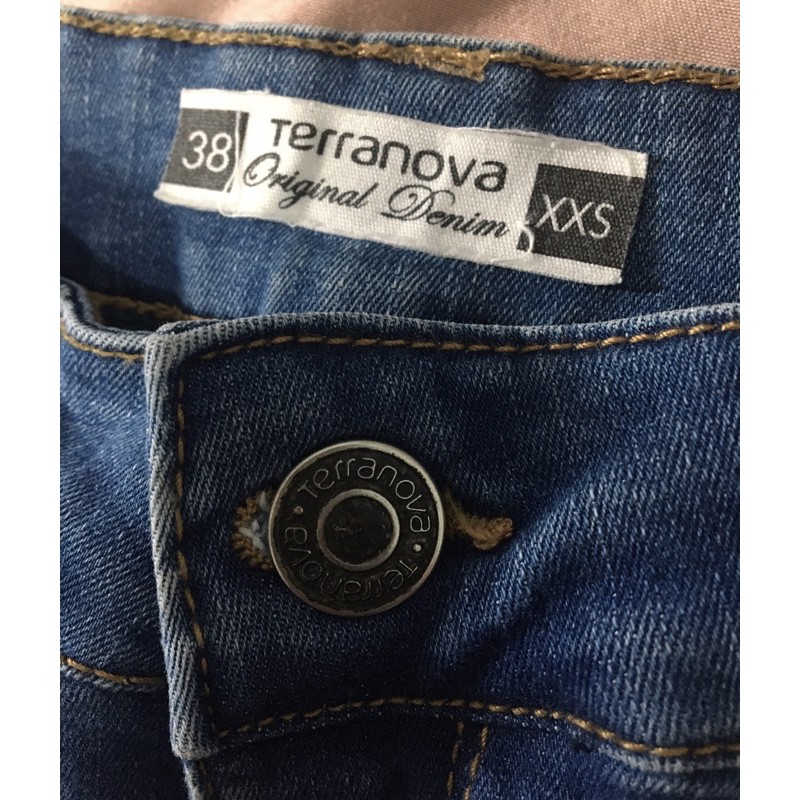 38
Terranova
Original Denim
XXS
Terranova · Terranova ·